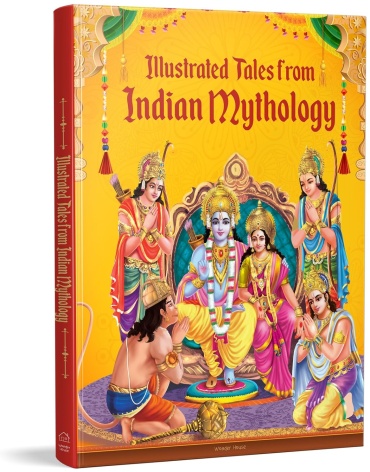 Illustrated Tales from
Indian Mythology
Illustrated Tales from Indian Mythology